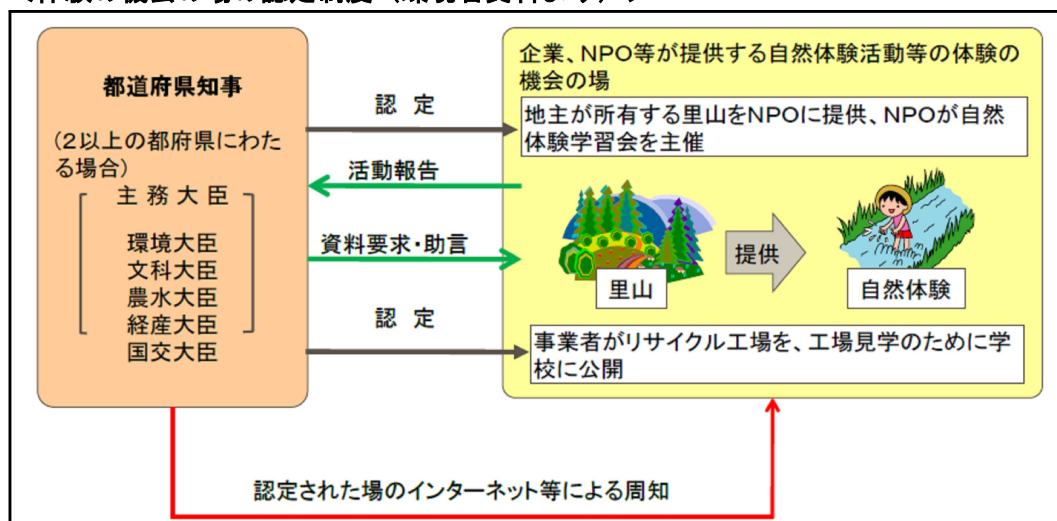 都道府県知事
(2以上の都府県にわた
る場合)
主務大臣
環境大臣
文科大臣
農水大臣
経産大臣
国交大臣
認 定
活動報告
資料要求・助言
認 定
企業、NPO等が提供する自然体験活動等の体験の
機会の場
地主が所有する里山をNPOに提供、NPOが自然
体験学習会を主催
里山
提供
自然体験
事業者がリサイクル工場を、工場見学のために学
校に公開
認定された場のインターネット等による周知